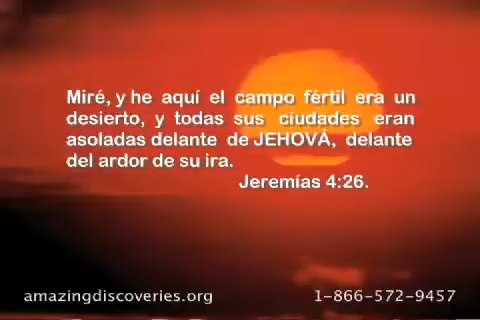 Miré, y he aquí el campo fértil era un
desierto, y todas sus ciudades eran
asoladas delante de JEHOVÁ, delante
del ardor de su ira.
Jeremías 4:26.
amazingdiscoveries.org 1-866-572-9457